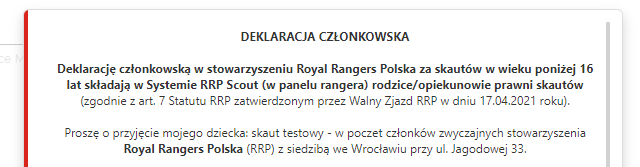 DEKLARACJA CZŁONKOWSKA
Deklarację członkowską w stowarzyszeniu Royal Rangers Polska za skautów w wieku poniżej 16
lat składają w Systemie RRP Scout (w panelu rangera) rodzice/opiekunowie prawni skautów
(zgodnie z art. 7 Statutu RRP zatwierdzonym przez Walny Zjazd RRP w dniu 17.04.2021 roku).
Proszę o przyjęcie mojego dziecka: skaut testowy - w poczet członków zwyczajnych stowarzyszenia
Royal Rangers Polska (RRP) z siedzibą we Wrocławiu przy ul. Jagodowej 33.